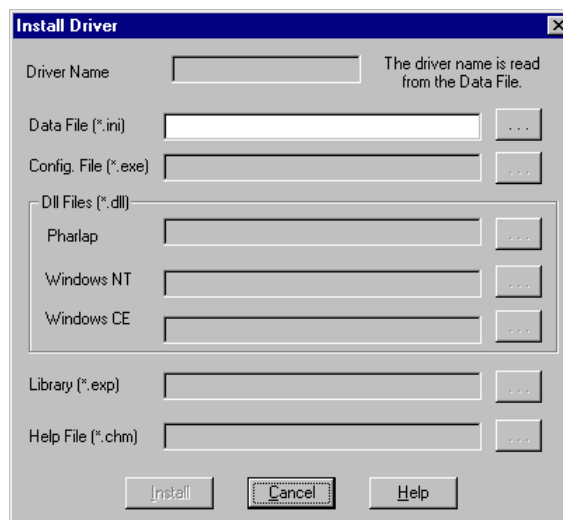 Install Driver
Driver Name
The driver name is read
from the Data File.
Data File (*.ini)
...
Config. File (*.exe)
...
Dll Files (*.dll)
Pharlap
...
Windows NT
...
Windows CE
...
Library (*.exp)
...
Help File (*.chm)
...
Install
Cancel
Help